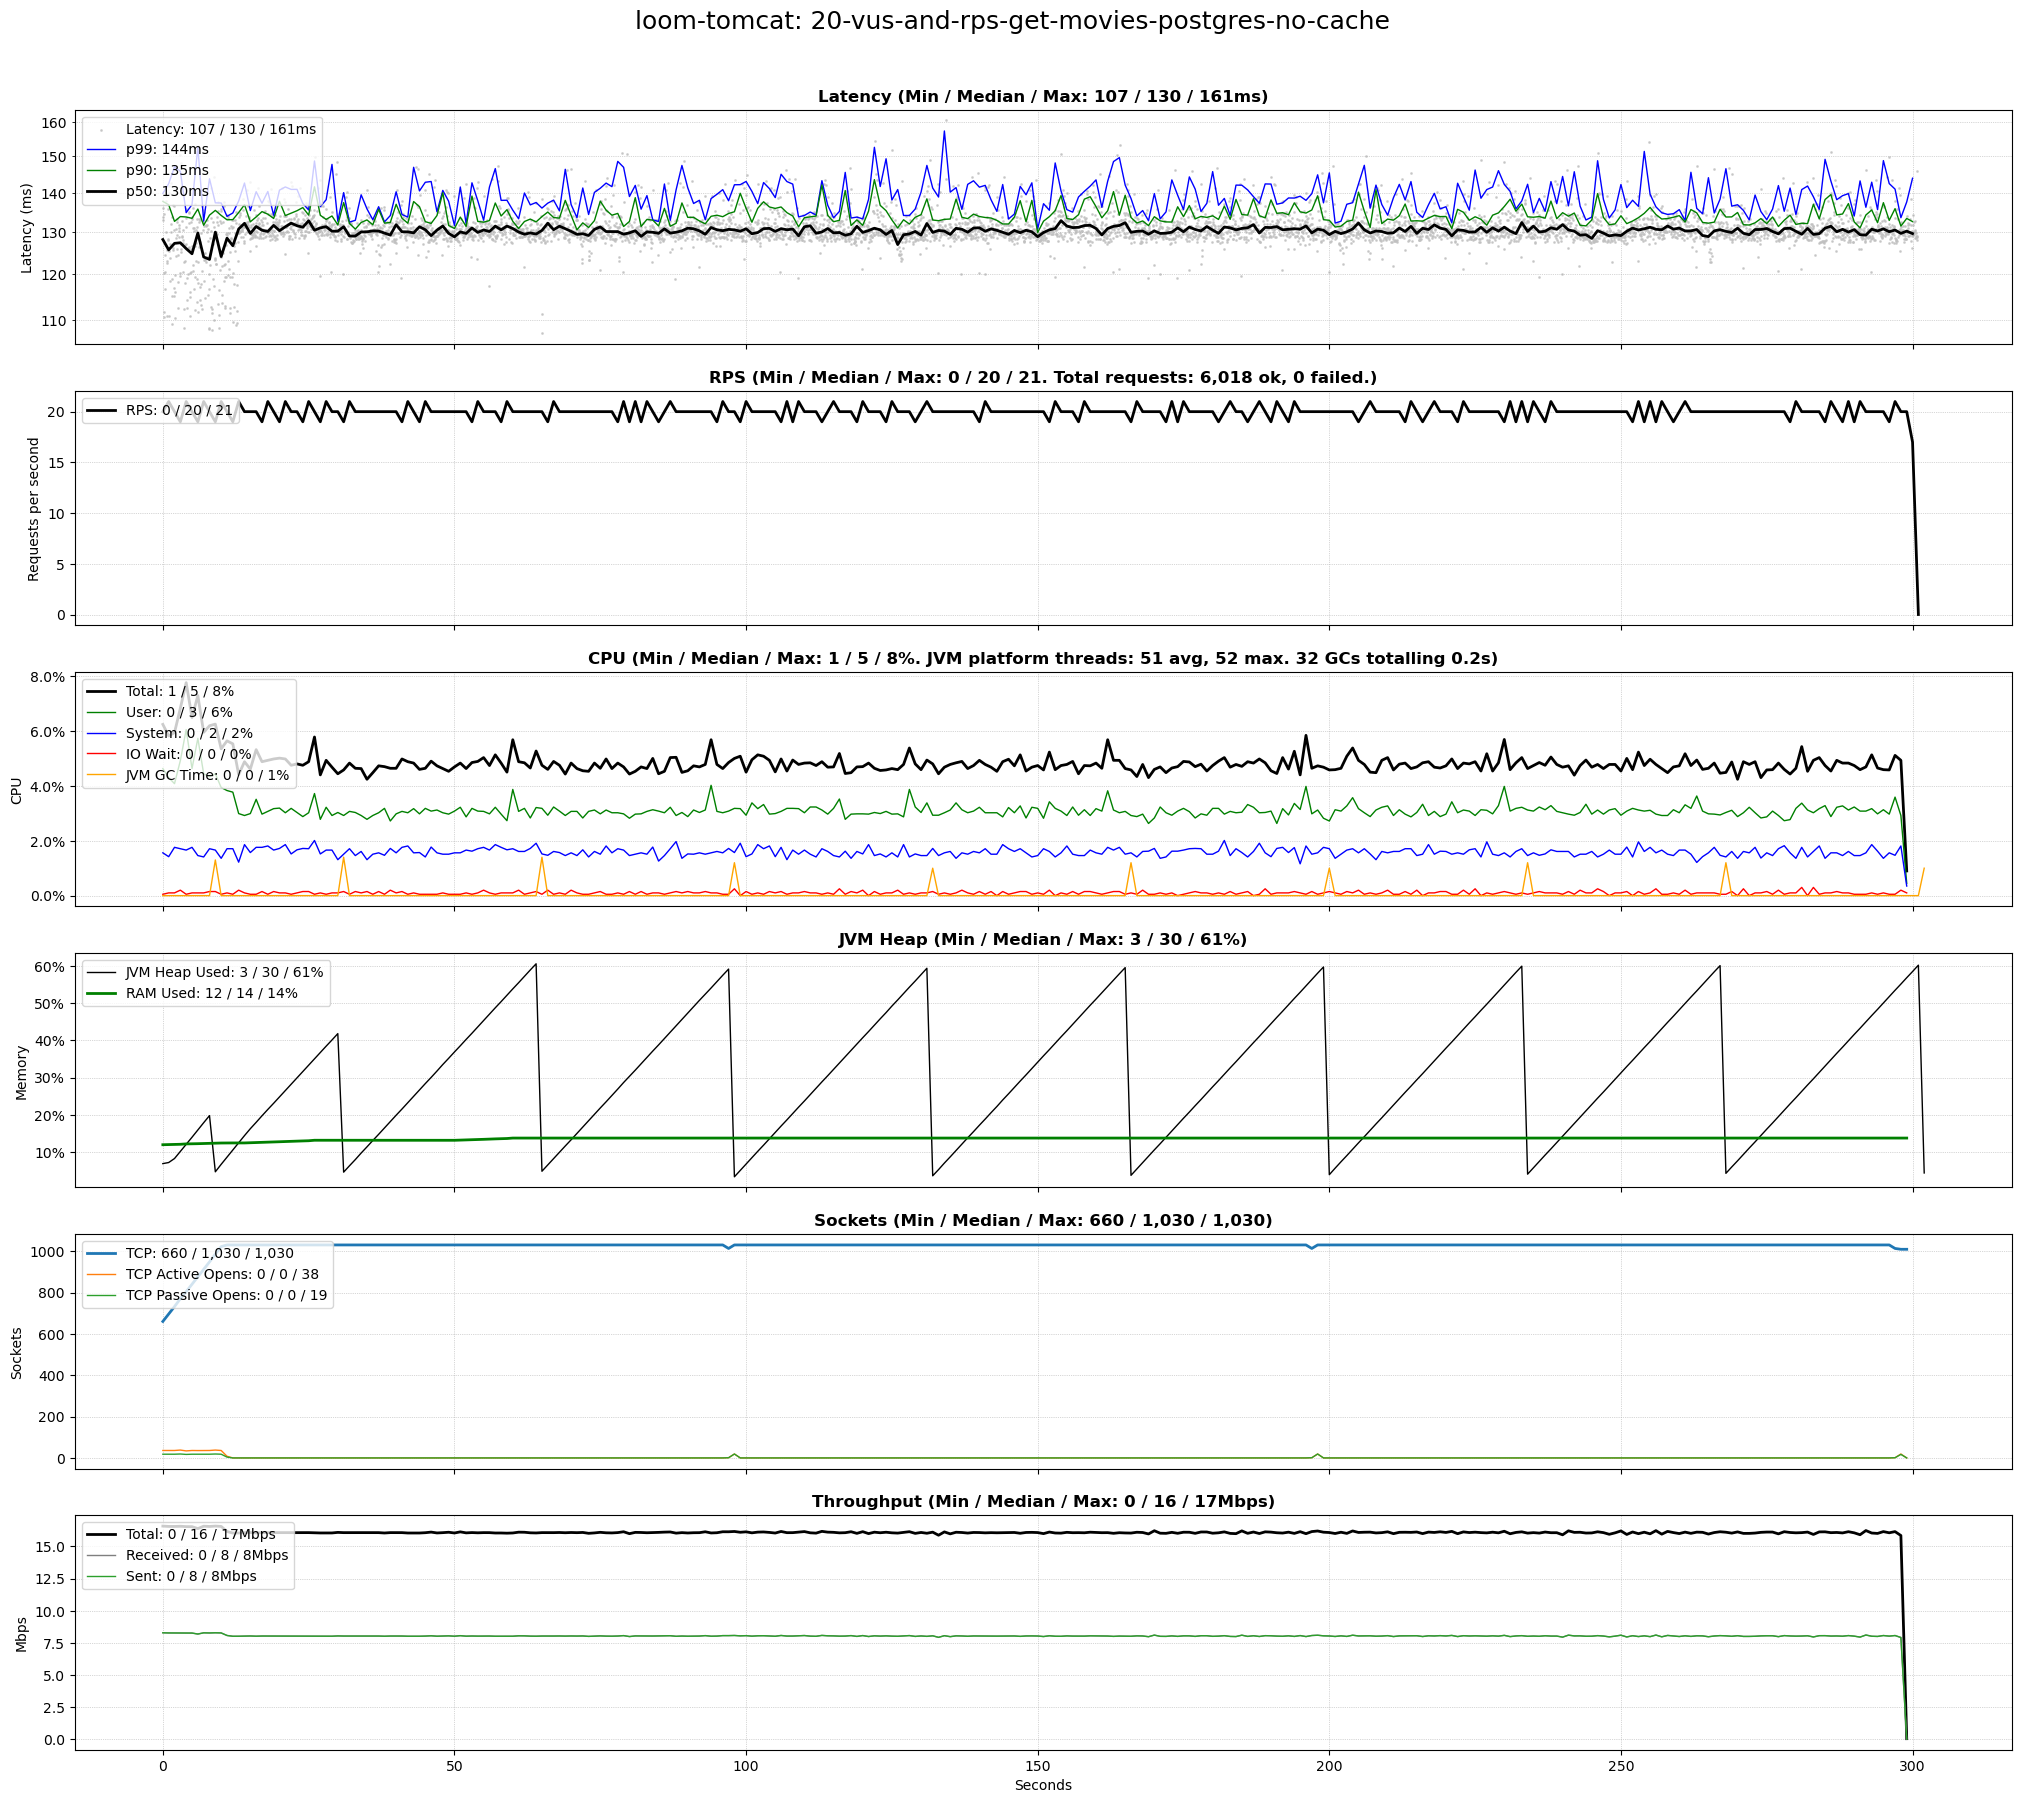 loom-tomcat: 20-vus-and-rps-get-movies-postgres-no-cache
Latency (Min / Median / Max: 107 / 130 / 161ms)
Latency: 107 / 130 / 161ms
p99: 144ms
p90: 135ms
p50: 130ms
Latency (ms)
160
150
140
130
120
110
RPS (Min / Median / Max: 0 / 20 / 21. Total requests: 6,018 ok, 0 failed.)
RPS: 0 / 20 / 21
Requests per second
20
15
10
5
0
CPU (Min / Median / Max: 1 / 5 / 8%. JVM platform threads: 51 avg, 52 max. 32 GCs totalling 0.2s)
Total: 1 / 5 / 8%
User: 0 / 3 / 6%
System: 0 / 2 / 2%
IO Wait: 0 / 0 / 0%
JVM GC Time: 0 / 0 / 1%
CPU
8.0%
6.0%
4.0%
2.0%
0.0%
JVM Heap (Min / Median / Max: 3 / 30 / 61%)
JVM Heap Used: 3 / 30 / 61%
RAM Used: 12 / 14 / 14%
Memory
60%
50%
40%
30%
20%
10%
Sockets (Min / Median / Max: 660 / 1,030 / 1,030)
TCP: 660 / 1,030 / 1,030
TCP Active Opens: 0 / 0 / 38
TCP Passive Opens: 0 / 0 / 19
Sockets
1000
800
600
400
200
0
Throughput (Min / Median / Max: 0 / 16 / 17Mbps)
Total: 0 / 16 / 17Mbps
Received: 0 / 8 / 8Mbps
Sent: 0 / 8 / 8Mbps
Mbps
15.0
12.5
10.0
7.5
5.0
2.5
0.0
0 50 100 150 200 250 300
Seconds